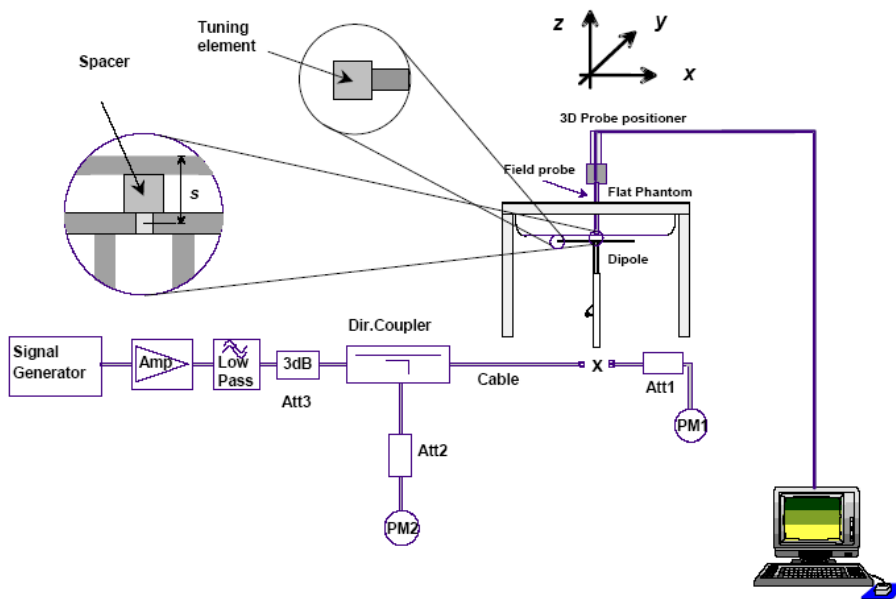 Tuning
element
Spacer
z
y
x
3D Probe positioner
Field probe
Flat Phantom
s
Dipole
Dir.Coupler
Signal
Generator
Amp
Low
Pass
3dB
Att3
Cable
X
Att1
PM1
Att2
PM2